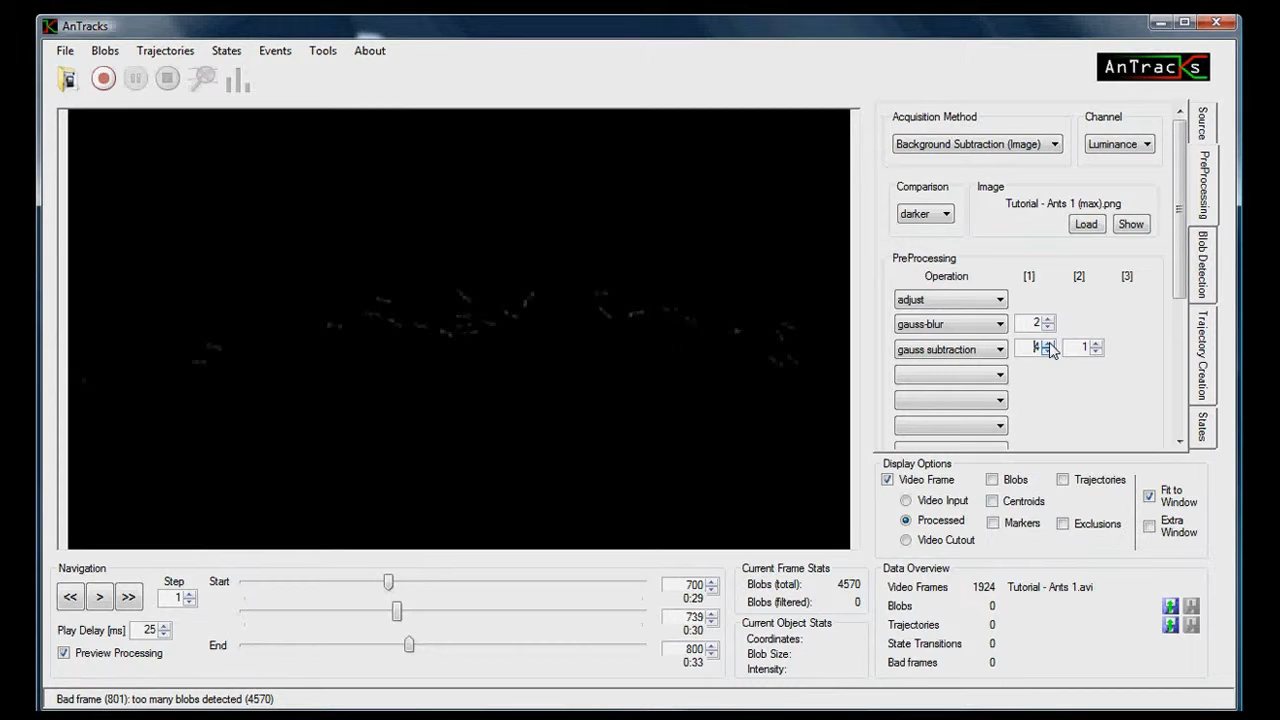 AnTracks
File Blobs Trajectories States Events Tools About
AnTracks
Acquisition Method
Background Subtraction (Image)
Channel
Luminance
Comparison
darker
Image
Tutorial - Ants 1 (max).png
Load Show
PreProcessing
Operation [1] [2] [3]
adjust
gauss-blur 2
gauss subtraction 4 1
Source
PreProcessing
Blob Detection
Trajectory Creation
States
Display Options
Video Frame Blobs Trajectories
Video Input Centroids
Processed Markers Exclusions
Video Cutout
Fit to
Window
Extra
Window
Navigation
<< > >>
Step
1
Play Delay [ms] 25
Preview Processing
Start 700
0:29
739
0:30
End 800
0:33
Current Frame Stats
Blobs (total): 4570
Blobs (filtered): 0
Current Object Stats
Coordinates:
Blob Size:
Intensity:
Data Overview
Video Frames 1924 Tutorial - Ants 1.avi
Blobs 0
Trajectories 0
State Transitions 0
Bad frames 0
Bad frame (801): too many blobs detected (4570)